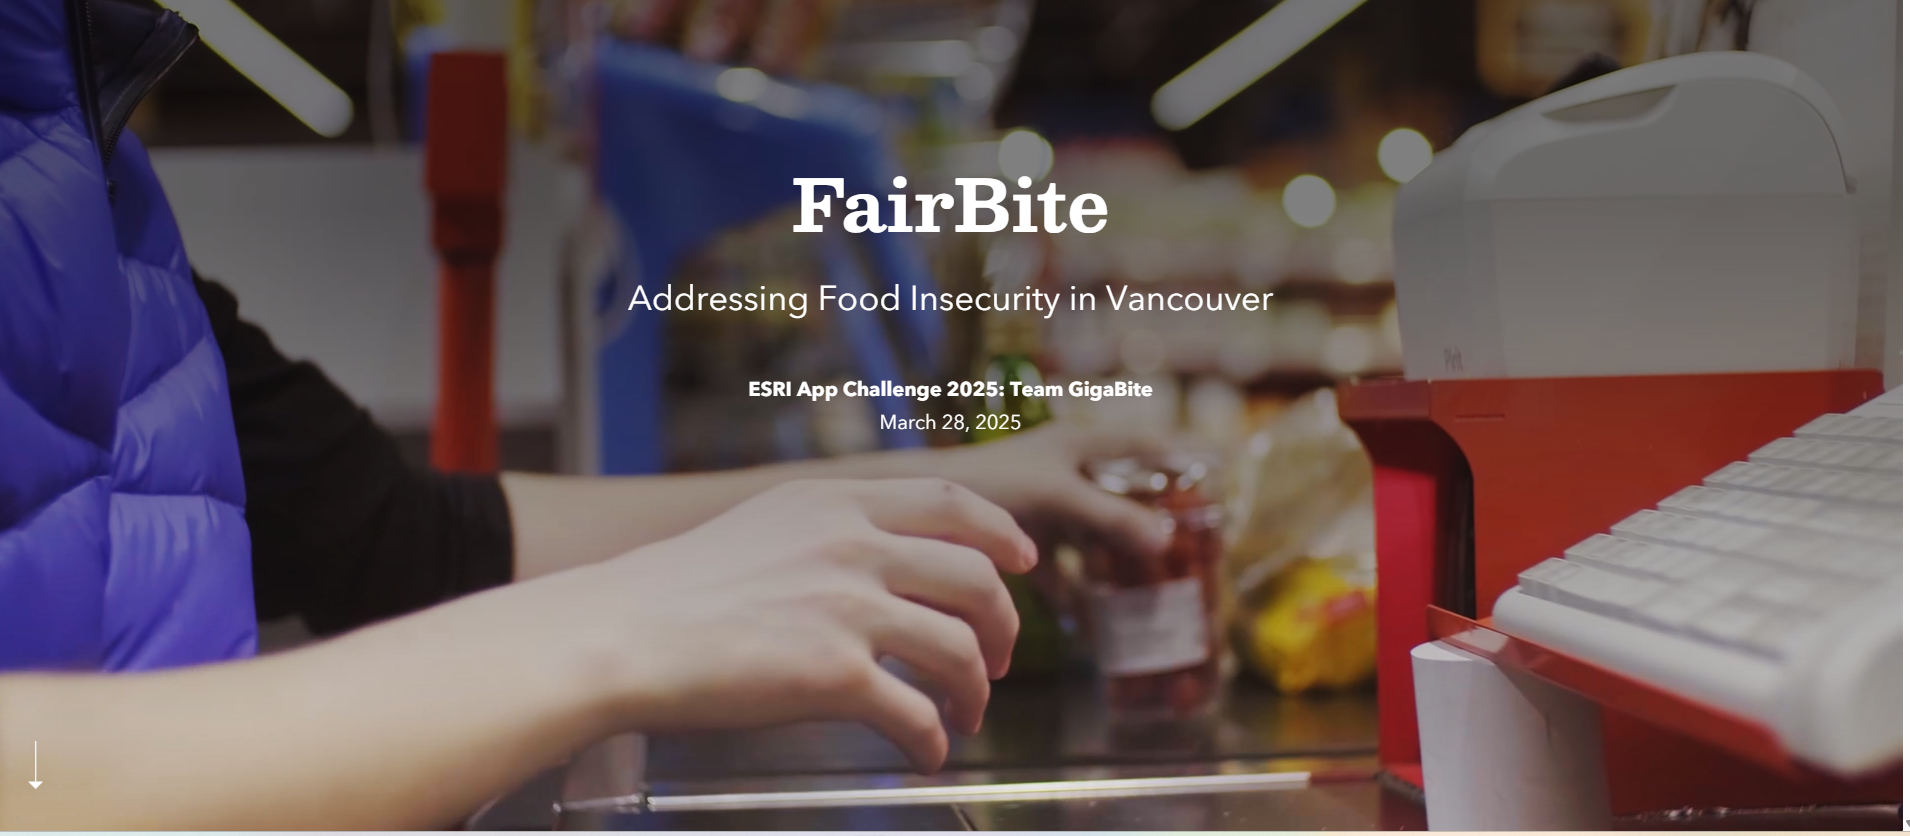 FairBite
Addressing Food Insecurity in Vancouver
ESRI App Challenge 2025: Team GigaBite
March 28, 2025